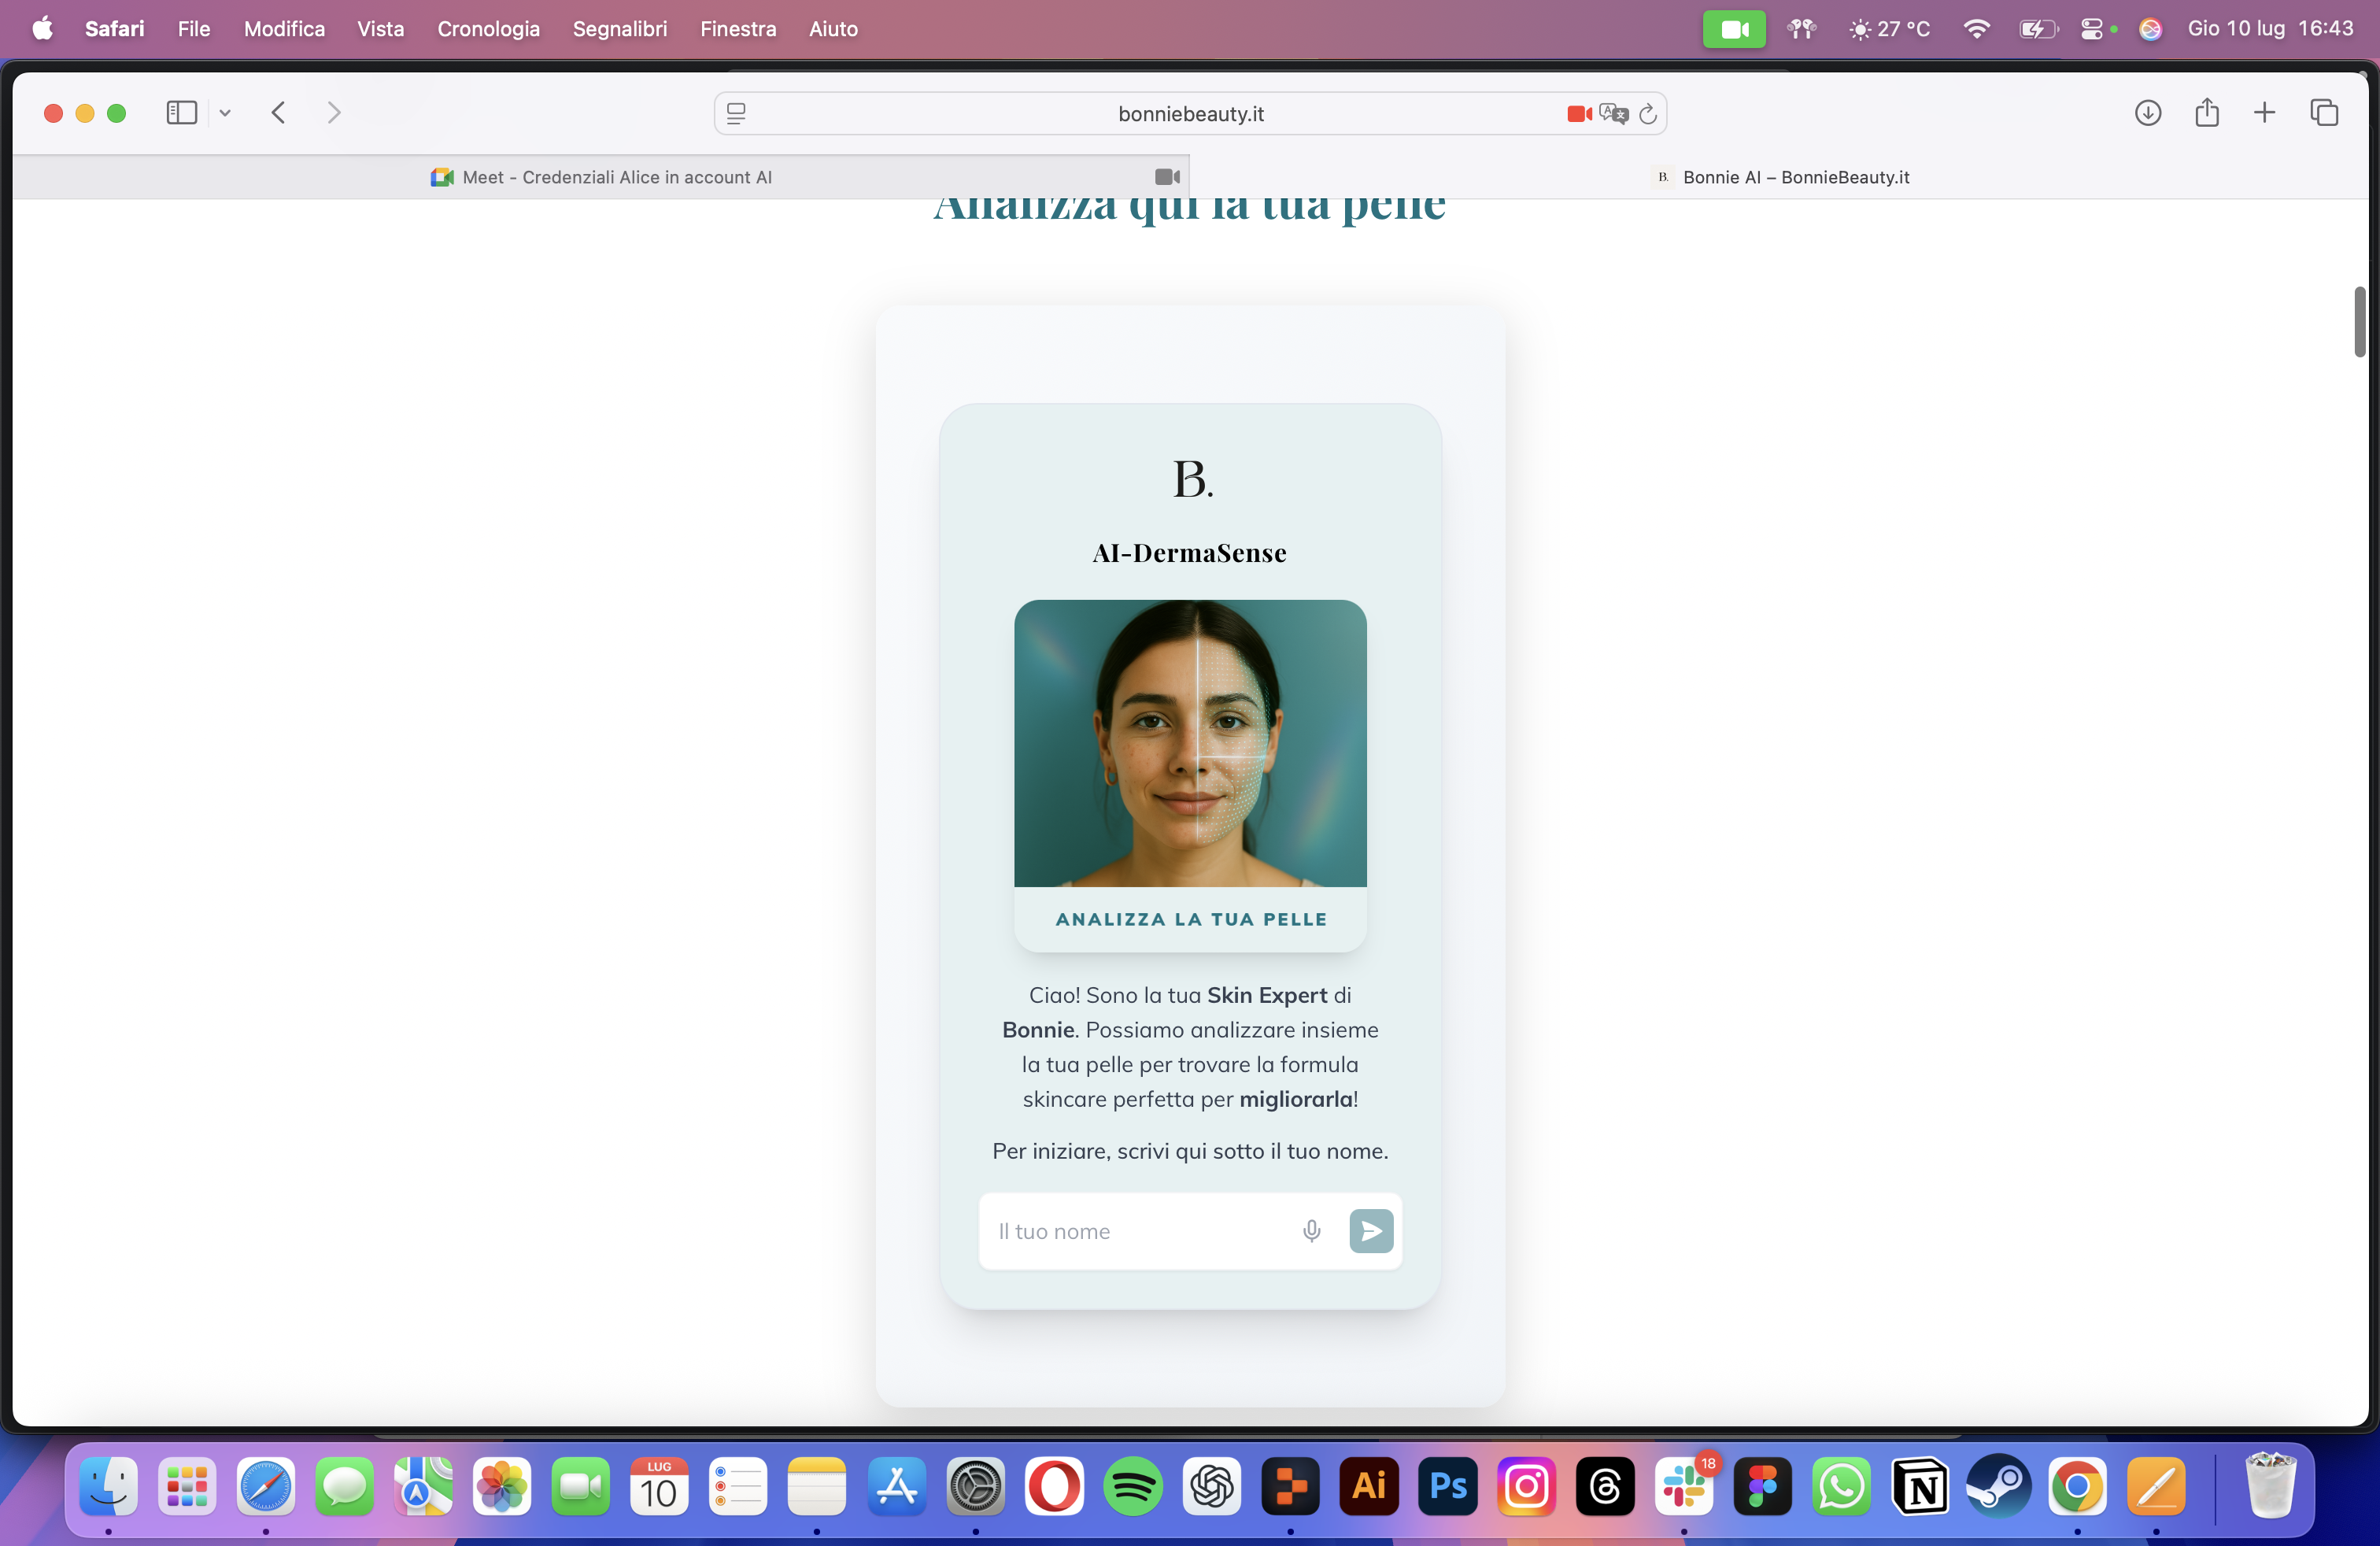 Safari File Modifica Vista Cronologia Segnalibri Finestra Aiuto 27 °C Gio 10 lug 16:43
bonniebeauty.it
Meet - Credenziali Alice in account AI
B. Bonnie AI – BonnieBeauty.it
Analizza qui la tua pelle
B.
AI-DermaSense
ANALIZZA LA TUA PELLE
Ciao! Sono la tua Skin Expert di
Bonnie. Possiamo analizzare insieme
la tua pelle per trovare la formula
skincare perfetta per migliorarla!
Per iniziare, scrivi qui sotto il tuo nome.
Il tuo nome
LUG
10
Ai
Ps
18
N